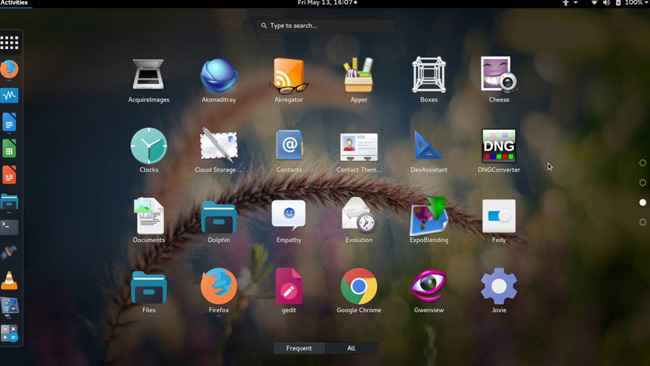 Activities
Fri May 13, 16:07
100%
Type to search...
AcquireImages
Akonaditray
Akregator
Apper
Boxes
Cheese
Clocks
Cloud Storage ...
Contacts
Contact Them...
DevAssistant
DNG
DNGConverter
Documents
Dolphin
Empathy
Evolution
ExpoBlending
Fedy
Files
Firefox
gedit
Google Chrome
Gwenview
Jovie
Frequent
All